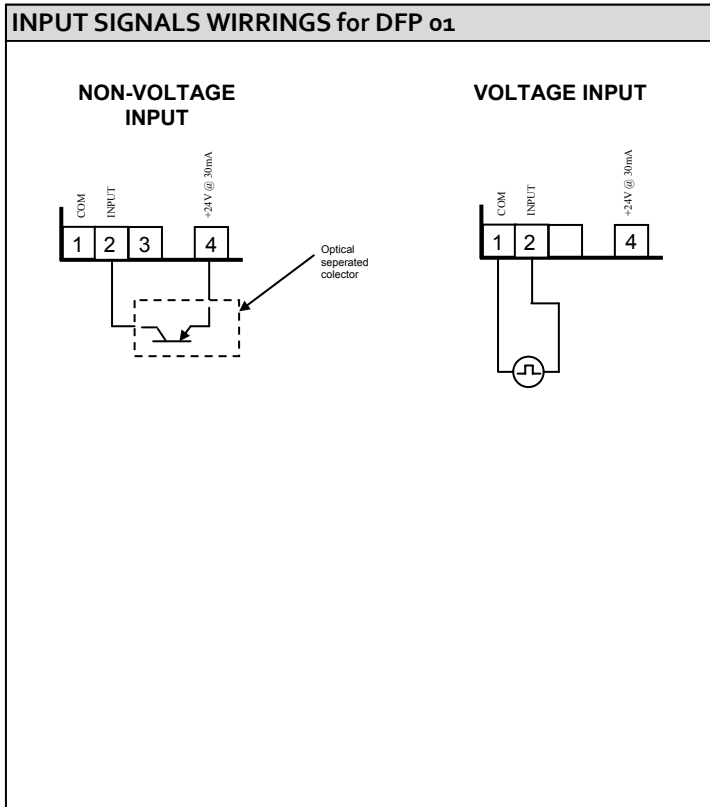 INPUT SIGNALS WIRRINGS for DFP 01
NON-VOLTAGE
INPUT
COM
INPUT
+24V @ 30mA
1 2 3 4
Optical
seperated
colector
VOLTAGE INPUT
COM
INPUT
+24V @ 30mA
1 2 4